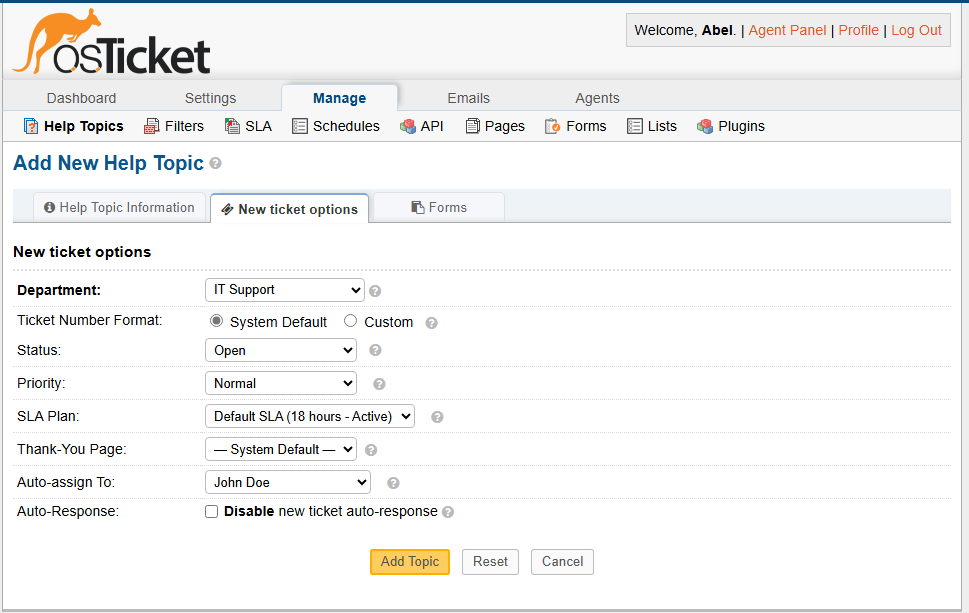 osTicket
Welcome, Abel. | Agent Panel | Profile | Log Out
Dashboard Settings Manage Emails Agents
Help Topics Filters SLA Schedules API Pages Forms Lists Plugins
Add New Help Topic ?
Help Topic Information New ticket options Forms
New ticket options
Department: IT Support ?
Ticket Number Format: System Default Custom ?
Status: Open ?
Priority: Normal ?
SLA Plan: Default SLA (18 hours - Active) ?
Thank-You Page: — System Default — ?
Auto-assign To: John Doe ?
Auto-Response: Disable new ticket auto-response ?
Add Topic Reset Cancel